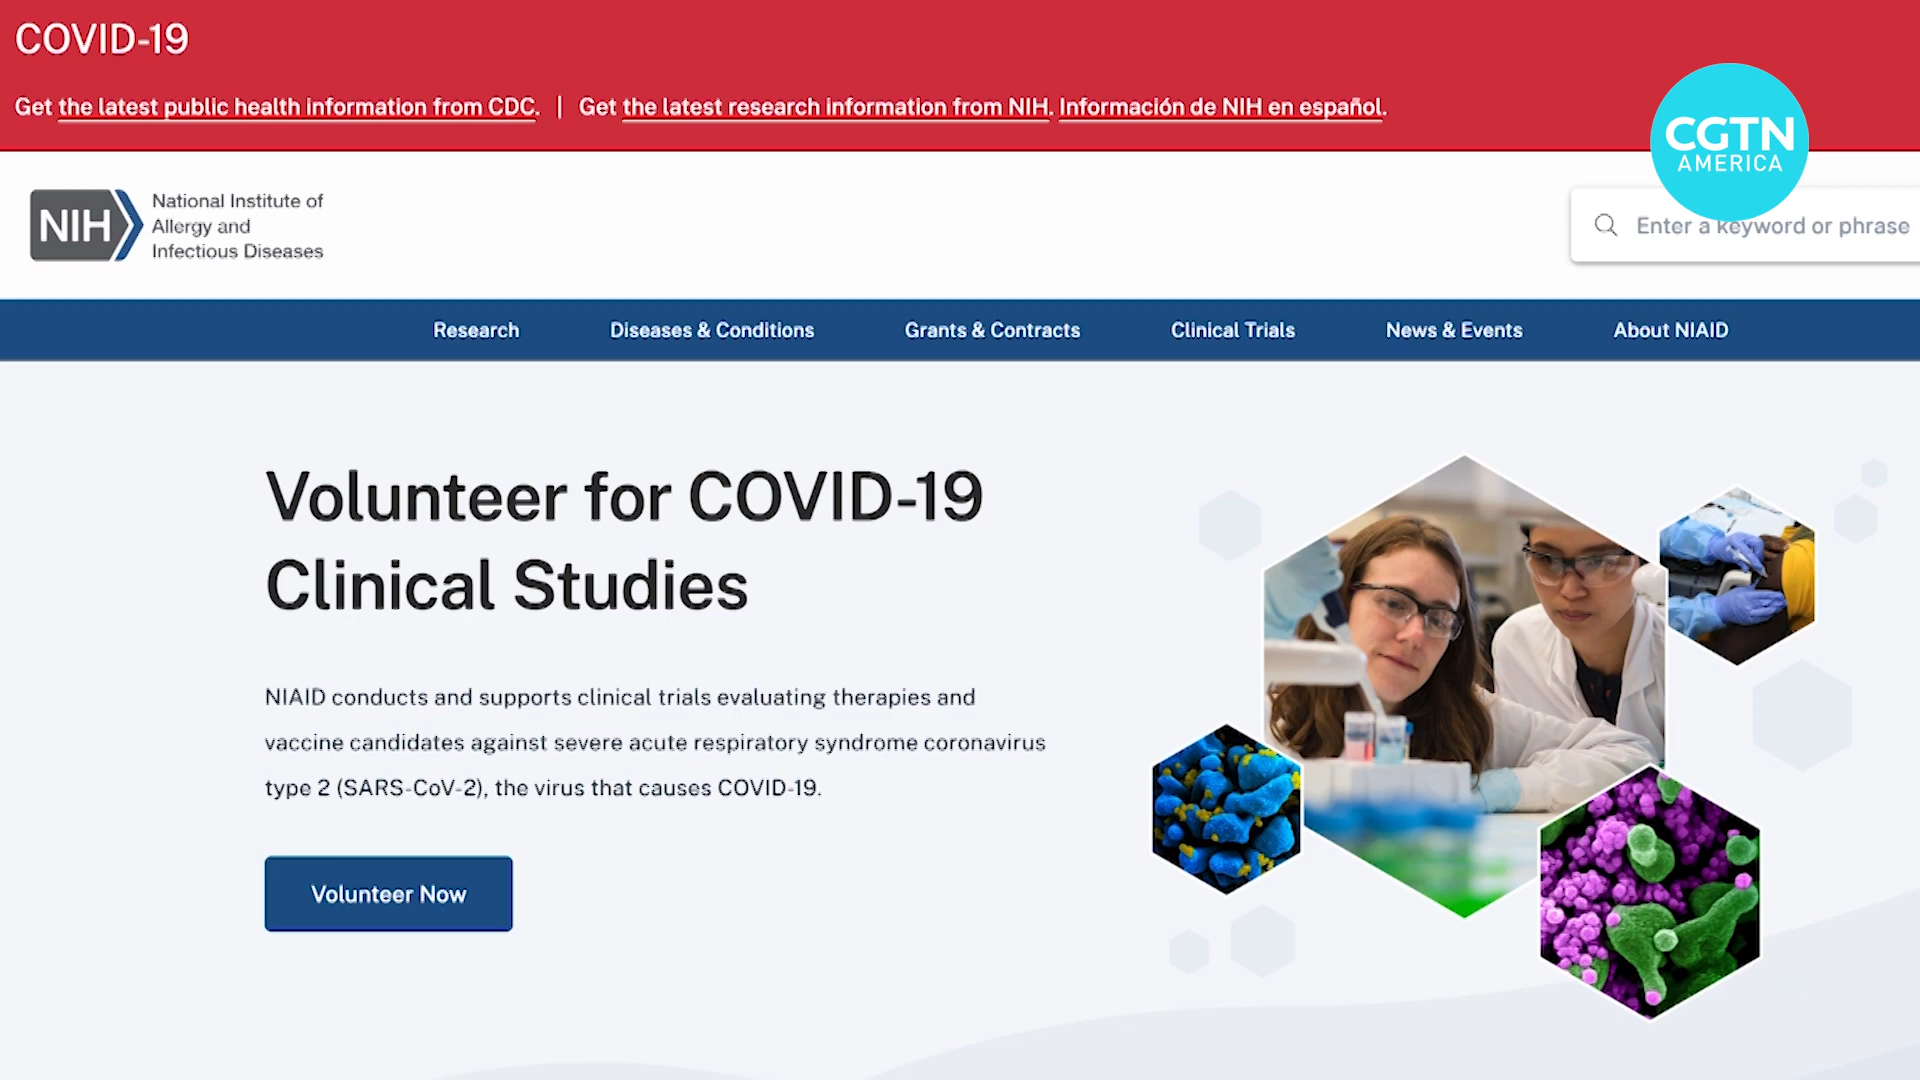 COVID-19
Get the latest public health information from CDC. | Get the latest research information from NIH. Información de NIH en español.
CGTN
AMERICA
NIH
National Institute of
Allergy and
Infectious Diseases
Enter a keyword or phrase
Research Diseases & Conditions Grants & Contracts Clinical Trials News & Events About NIAID
Volunteer for COVID-19
Clinical Studies
NIAID conducts and supports clinical trials evaluating therapies and
vaccine candidates against severe acute respiratory syndrome coronavirus
type 2 (SARS-CoV-2), the virus that causes COVID-19.
Volunteer Now